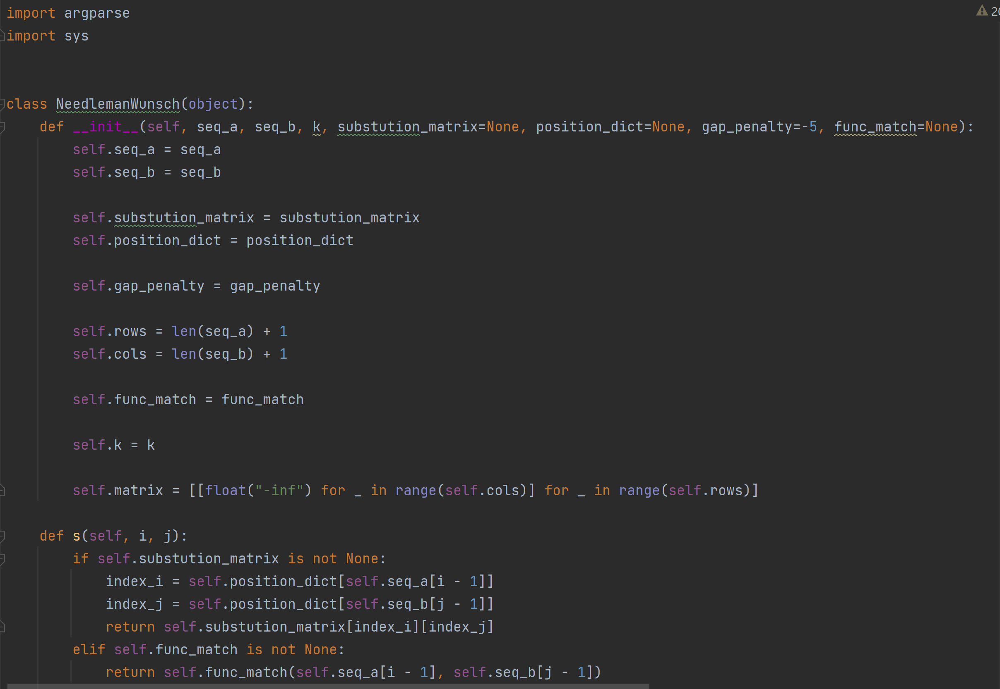 import argparse
20
import sys
class NeedlemanWunsch(object):
    def __init__(self, seq_a, seq_b, k, substution_matrix=None, position_dict=None, gap_penalty=-5, func_match=None):
        self.seq_a = seq_a
        self.seq_b = seq_b
        self.substution_matrix = substution_matrix
        self.position_dict = position_dict
        self.gap_penalty = gap_penalty
        self.rows = len(seq_a) + 1
        self.cols = len(seq_b) + 1
        self.func_match = func_match
        self.k = k
        self.matrix = [[float("-inf") for _ in range(self.cols)] for _ in range(self.rows)]
    def s(self, i, j):
        if self.substution_matrix is not None:
            index_i = self.position_dict[self.seq_a[i - 1]]
            index_j = self.position_dict[self.seq_b[j - 1]]
            return self.substution_matrix[index_i][index_j]
        elif self.func_match is not None:
            return self.func_match(self.seq_a[i - 1], self.seq_b[j - 1])